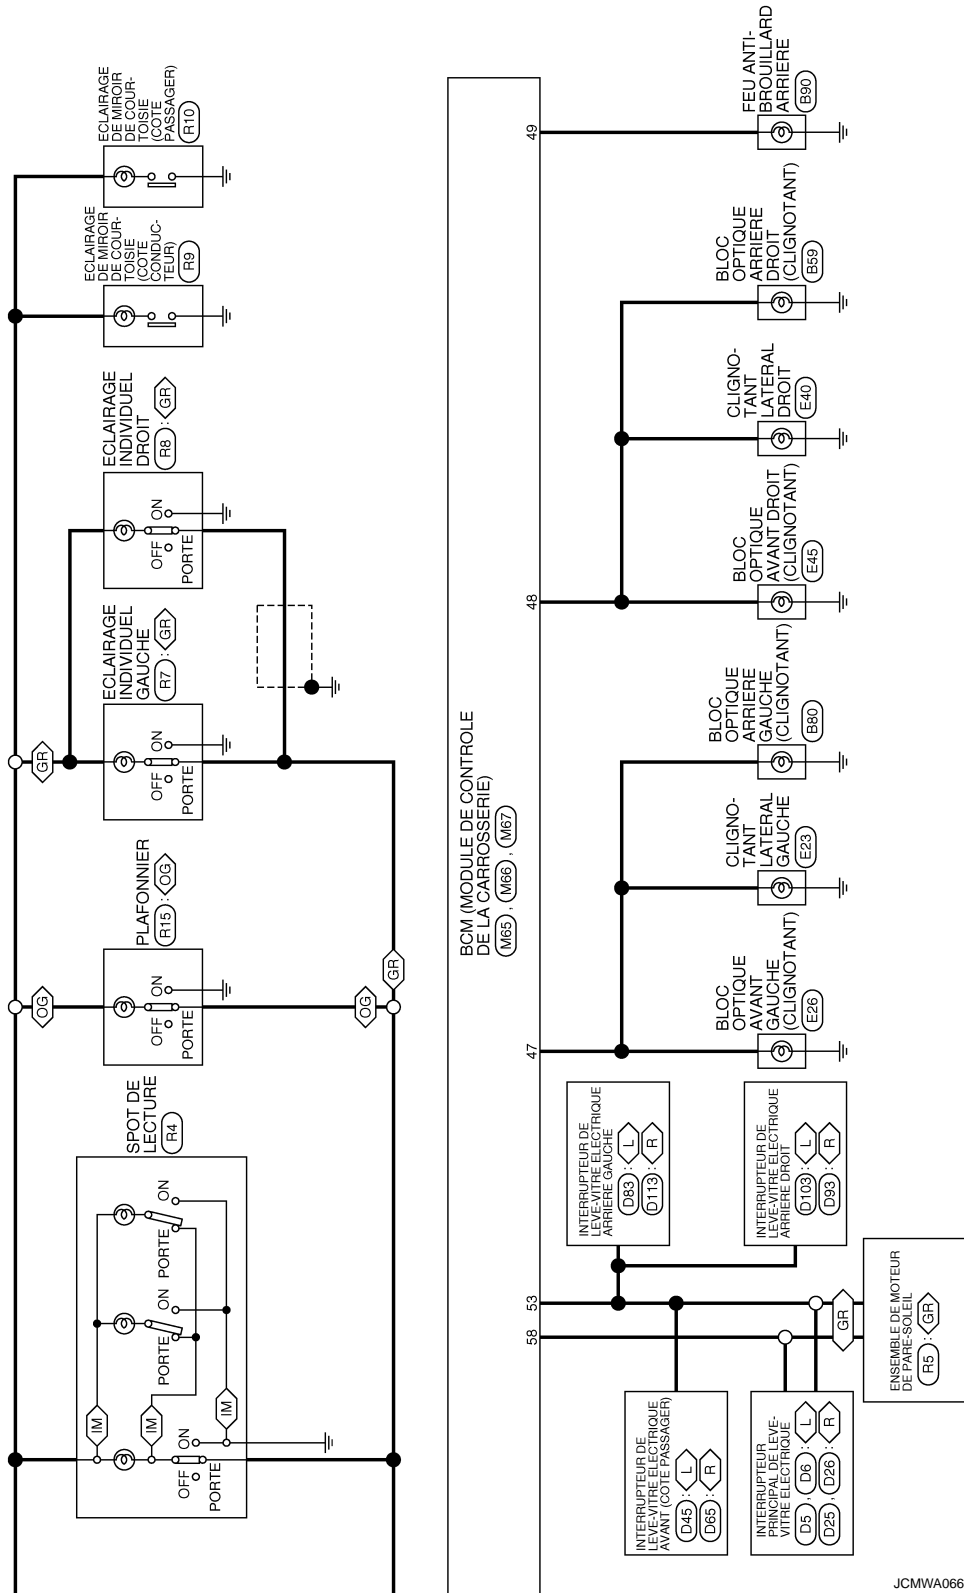 ECLAIRAGE
DE MIROIR
DE COUR-
TOISIE
(COTE
PASSAGER)
R10
ECLAIRAGE
DE MIROIR
DE COUR-
TOISIE
(COTE
CONDUC-
TEUR)
R9
ECLAIRAGE
INDIVIDUEL
DROIT
R8 : GR
ON
OFF
PORTE
ECLAIRAGE
INDIVIDUEL
GAUCHE
R7 : GR
ON
OFF
PORTE
GR
PLAFONNIER
R15 : OG
ON
OFF
PORTE
OG
OG
GR
SPOT DE
LECTURE
R4
ON
PORTE
ON
PORTE
IM
IM
IM
ON
OFF
PORTE
BCM (MODULE DE CONTROLE
DE LA CARROSSERIE)
M65 , M66 , M67
49
48
47
53
58
FEU ANTI-
BROUILLARD
ARRIERE
B90
BLOC
OPTIQUE
ARRIERE
DROIT
(CLIGNOTANT)
B59
CLIGNO-
TANT
LATERAL
DROIT
E40
BLOC
OPTIQUE
AVANT DROIT
(CLIGNOTANT)
E45
BLOC
OPTIQUE
ARRIERE
GAUCHE
(CLIGNOTANT)
B80
CLIGNO-
TANT
LATERAL
GAUCHE
E23
BLOC
OPTIQUE
AVANT
GAUCHE
(CLIGNOTANT)
E26
INTERRUPTEUR DE
LEVE-VITRE ELECTRIQUE
ARRIERE GAUCHE
D83 : L
D113 : R
INTERRUPTEUR DE
LEVE-VITRE ELECTRIQUE
ARRIERE DROIT
D103 : L
D93 : R
INTERRUPTEUR DE
LEVE-VITRE ELECTRIQUE
AVANT (COTE PASSAGER)
D45 : L
D65 : R
INTERRUPTEUR
PRINCIPAL DE LEVE-
VITRE ELECTRIQUE
D5 , D6 : L
D25 , D26 : R
GR
ENSEMBLE DE MOTEUR
DE PARE-SOLEIL
R5 : GR
JCMWA066